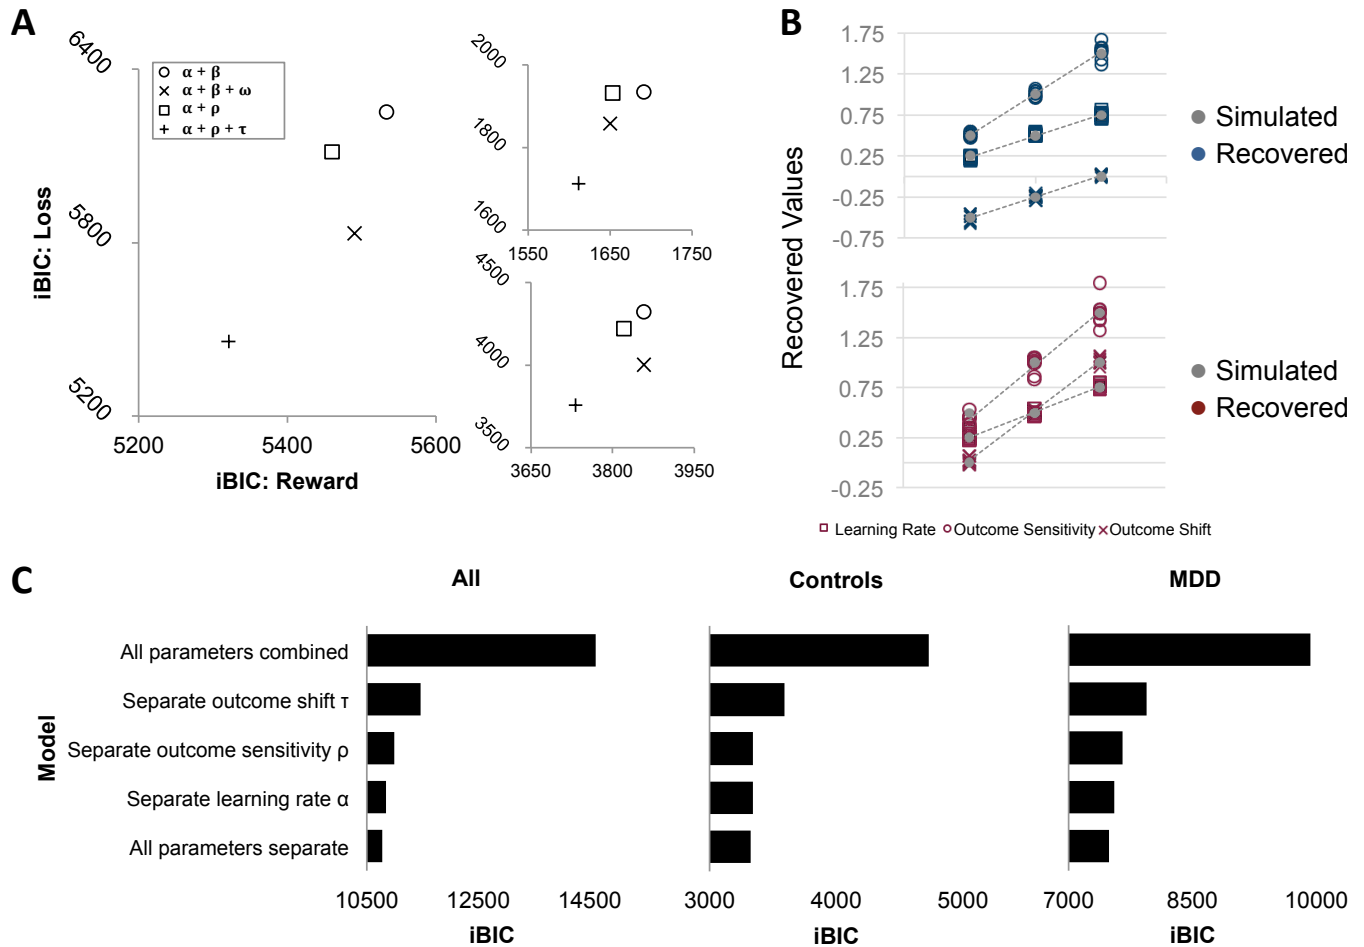 A
6400
5800
5200
iBIC: Loss
α + β
α + β + ω
α + ρ
α + ρ + τ
5200 5400 5600
iBIC: Reward
2000
1800
1600
1550 1650 1750
4500
4000
3500
3650 3800 3950
B
Recovered Values
1.75
1.25
0.75
0.25
-0.25
-0.75
Simulated
Recovered
1.75
1.25
0.75
0.25
-0.25
Simulated
Recovered
Learning Rate Outcome Sensitivity Outcome Shift
C
All Controls MDD
Model
All parameters combined
Separate outcome shift τ
Separate outcome sensitivity ρ
Separate learning rate α
All parameters separate
10500 12500 14500 3000 4000 5000 7000 8500 10000
iBIC iBIC iBIC